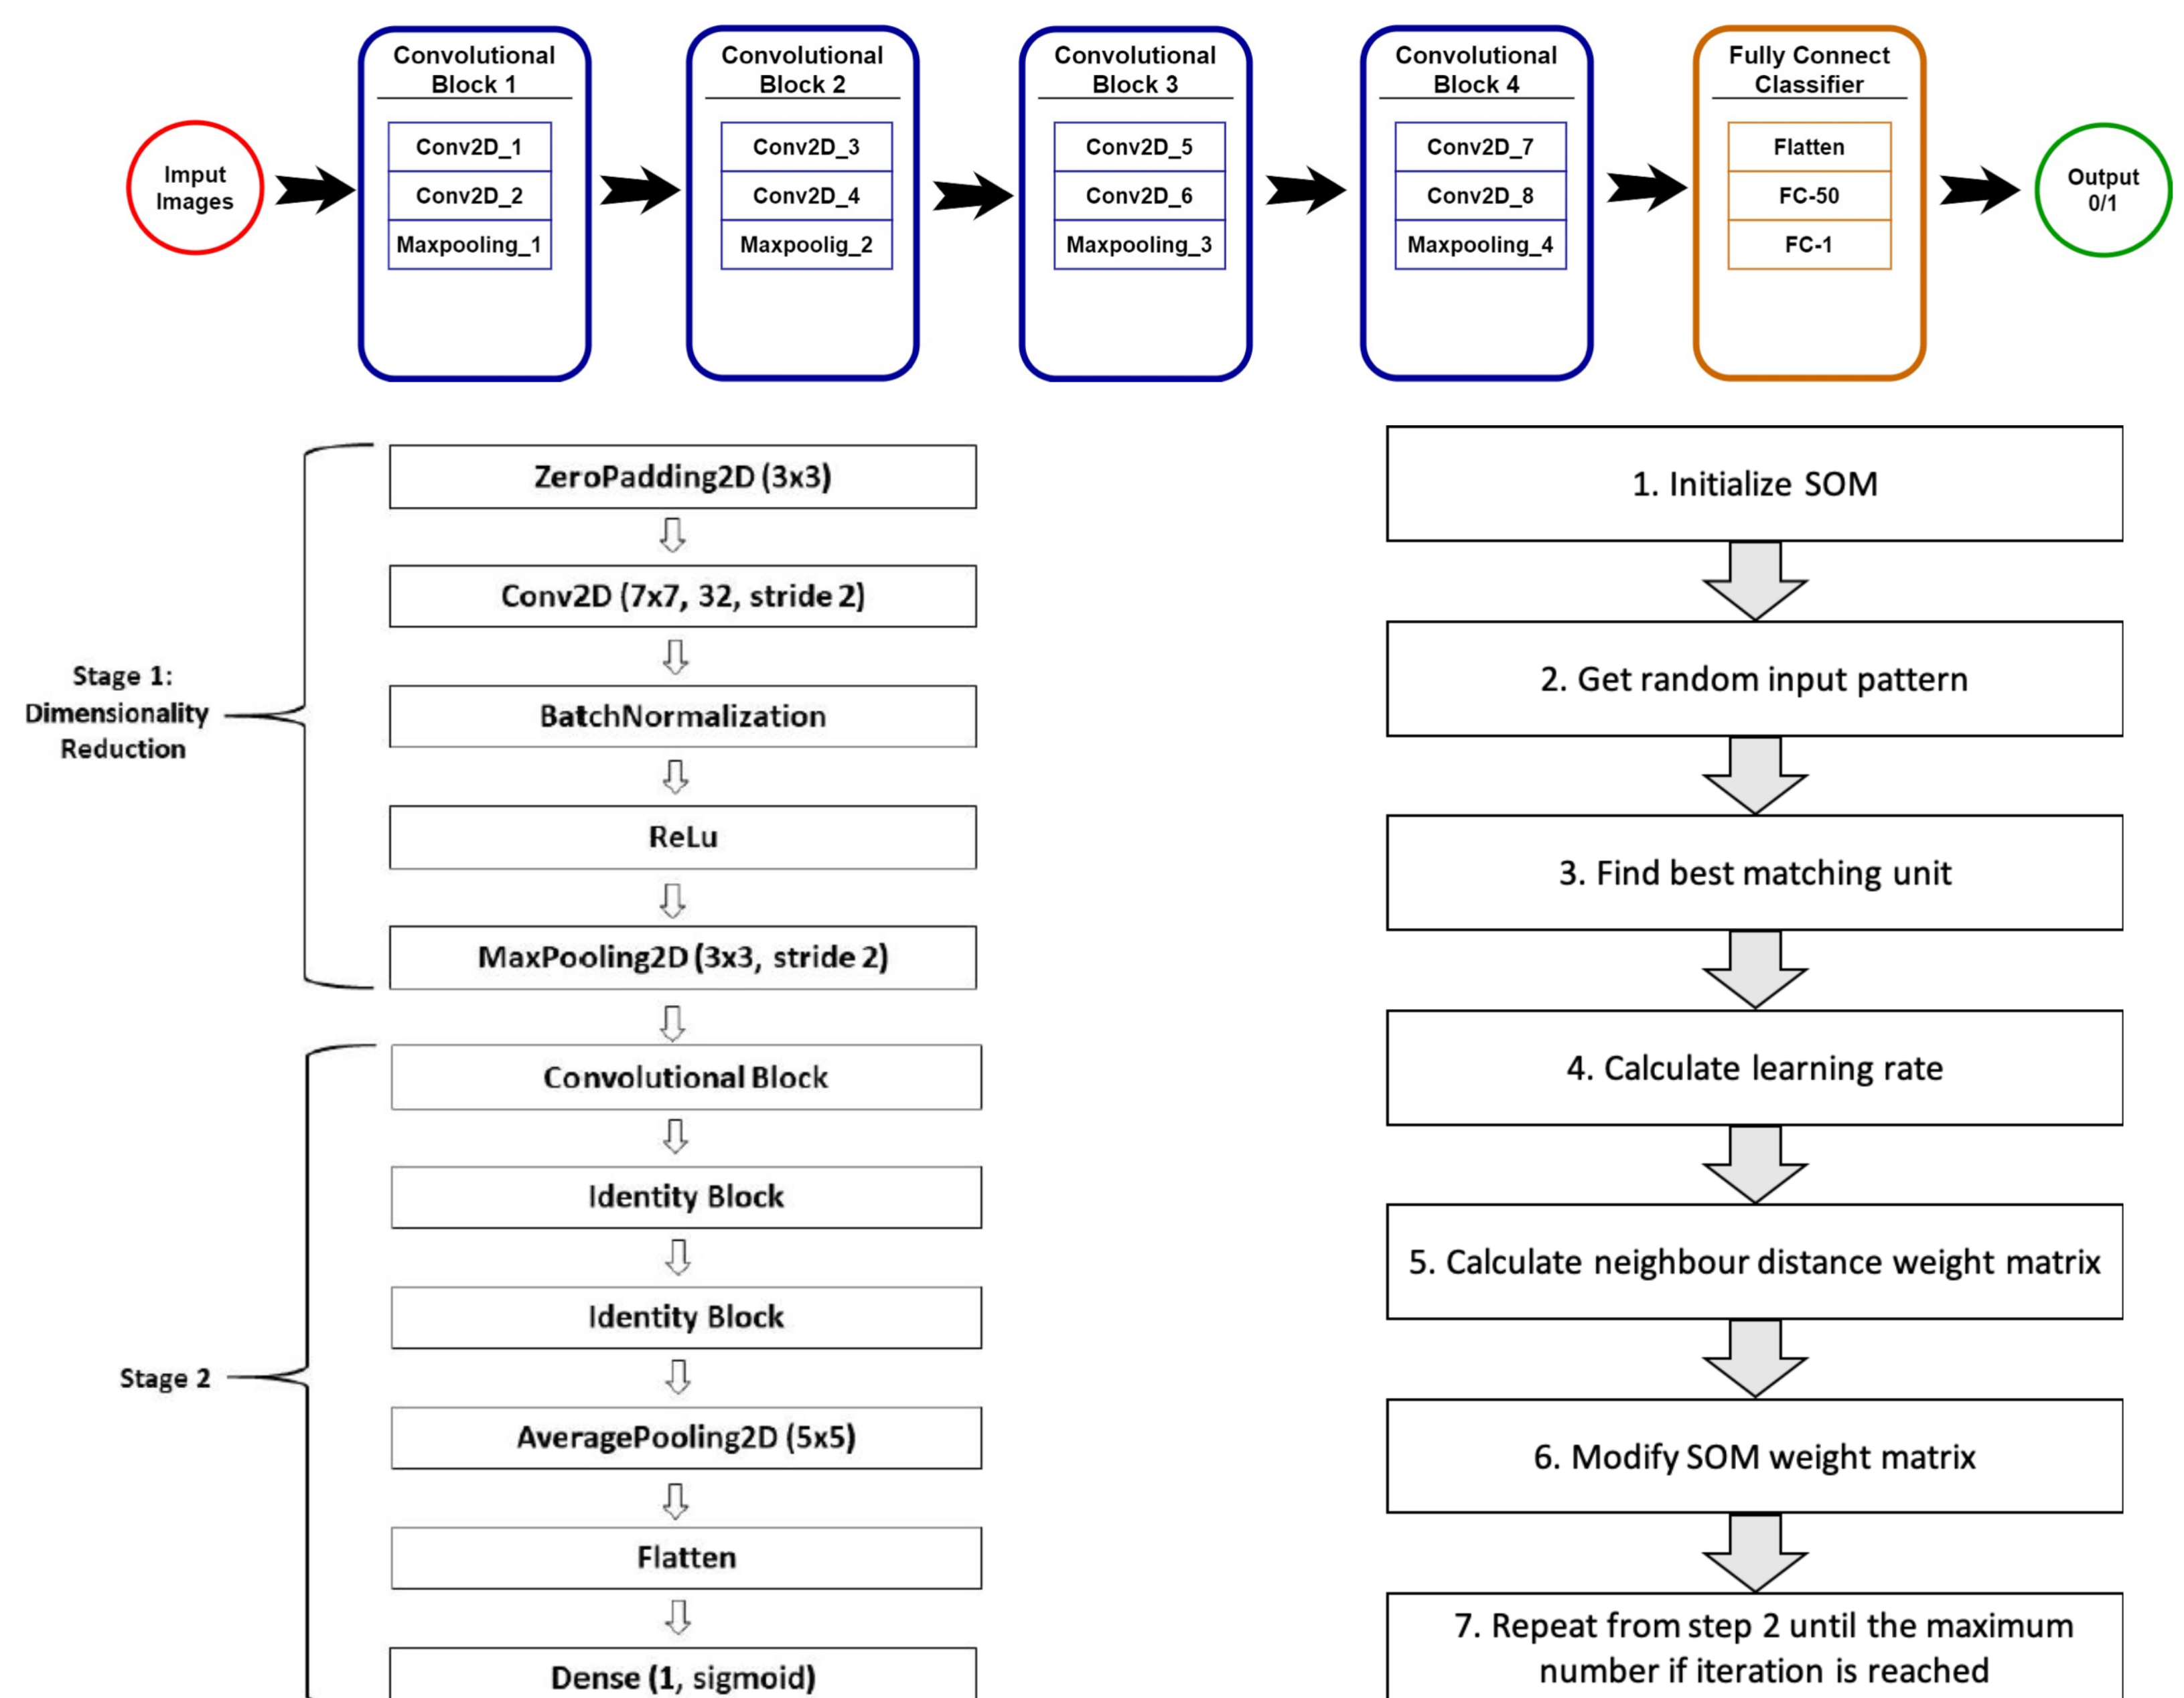 Imput
Images
Convolutional
Block 1
Conv2D_1
Conv2D_2
Maxpooling_1
Convolutional
Block 2
Conv2D_3
Conv2D_4
Maxpoolig_2
Convolutional
Block 3
Conv2D_5
Conv2D_6
Maxpooling_3
Convolutional
Block 4
Conv2D_7
Conv2D_8
Maxpooling_4
Fully Connect
Classifier
Flatten
FC-50
FC-1
Output
0/1
Stage 1:
Dimensionality
Reduction
ZeroPadding2D (3x3)
Conv2D (7x7, 32, stride 2)
BatchNormalization
ReLu
MaxPooling2D (3x3, stride 2)
Stage 2
Convolutional Block
Identity Block
Identity Block
AveragePooling2D (5x5)
Flatten
Dense (1, sigmoid)
1. Initialize SOM
2. Get random input pattern
3. Find best matching unit
4. Calculate learning rate
5. Calculate neighbour distance weight matrix
6. Modify SOM weight matrix
7. Repeat from step 2 until the maximum
number if iteration is reached